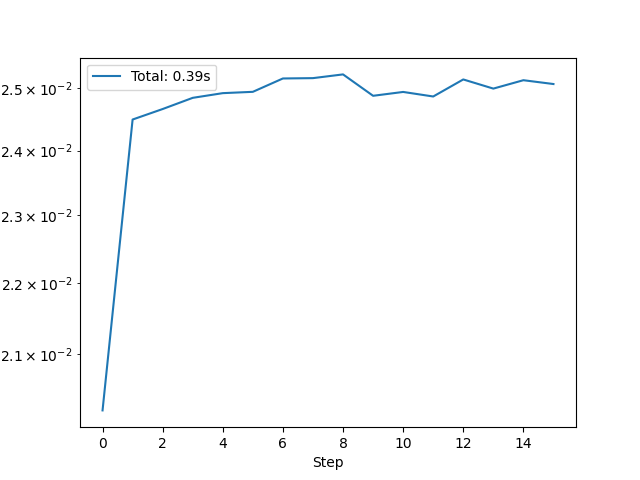 Total: 0.39s
2.5 × 10⁻²
2.4 × 10⁻²
2.3 × 10⁻²
2.2 × 10⁻²
2.1 × 10⁻²
0 2 4 6 8 10 12 14
Step